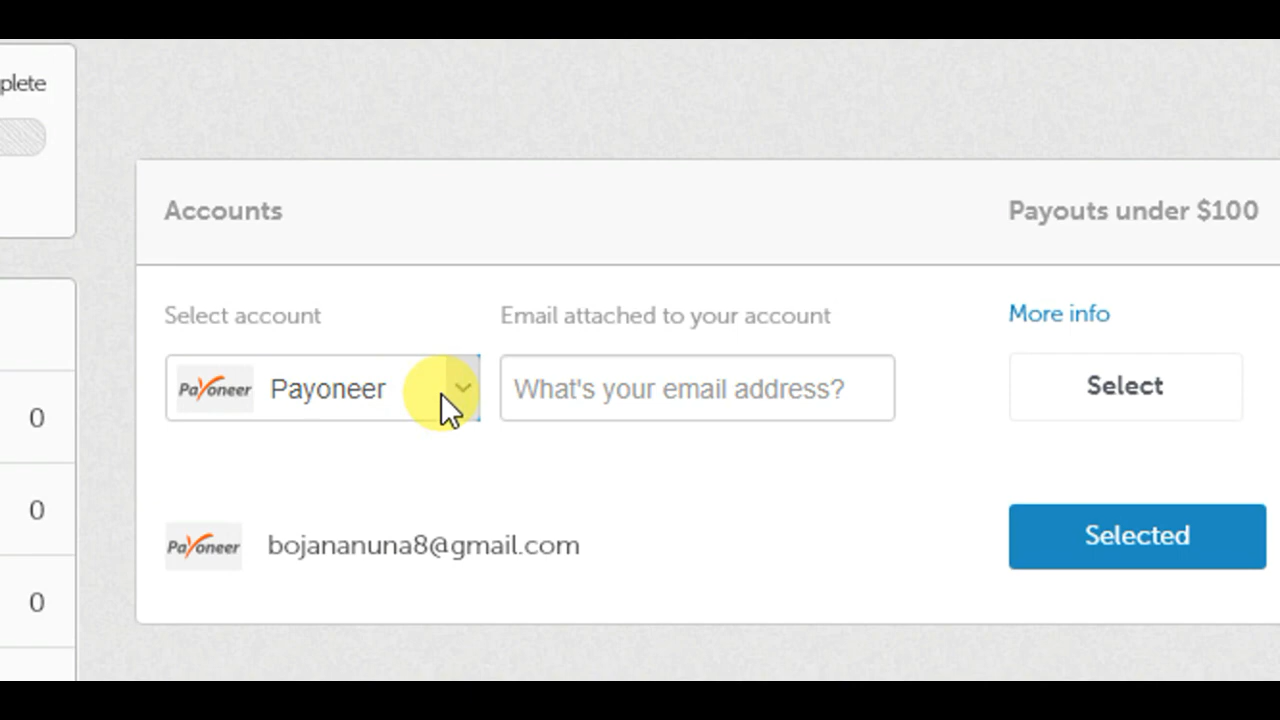 plete
Accounts
Payouts under $100
Select account
Email attached to your account
More info
Payoneer Payoneer
What's your email address?
Select
0
0
0
Payoneer bojananuna8@gmail.com
Selected